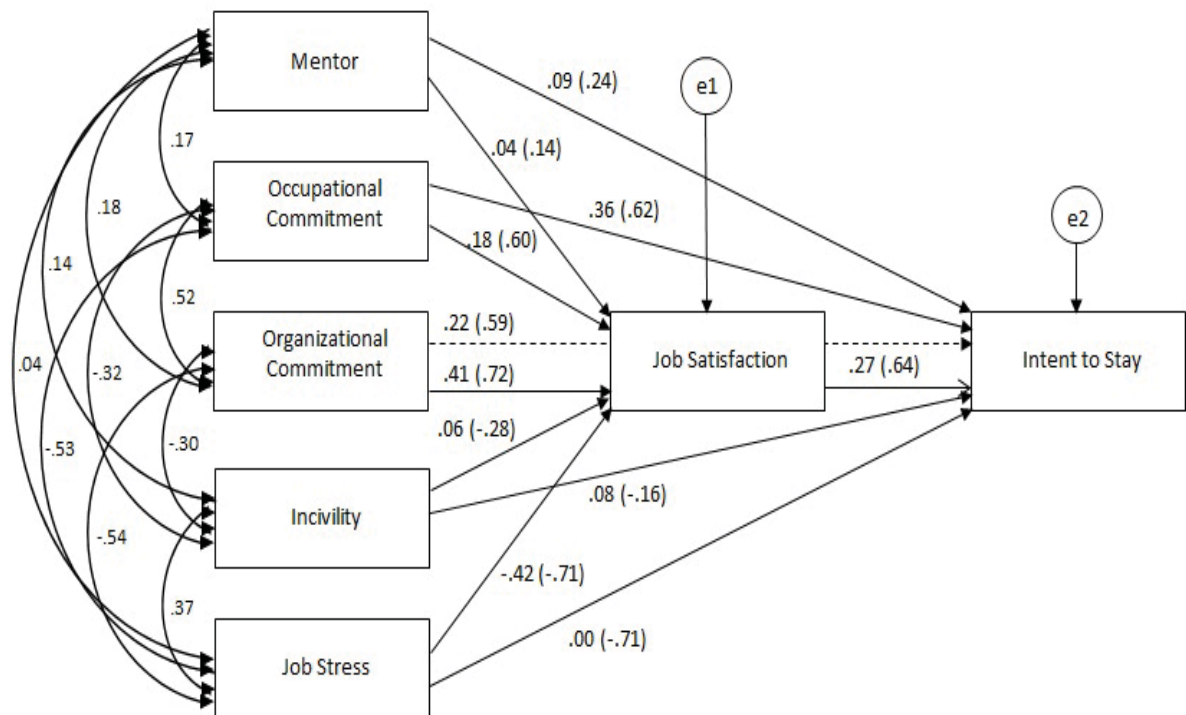 Mentor
Occupational
Commitment
Organizational
Commitment
Incivility
Job Stress
Job Satisfaction
Intent to Stay
e1
e2
.09 (.24)
.04 (.14)
.36 (.62)
.18 (.60)
.22 (.59)
.41 (.72)
.27 (.64)
.06 (-.28)
.08 (-.16)
-.42 (-.71)
.00 (-.71)
.17
.18
.14
.52
.04
-.32
-.30
-.53
-.54
.37